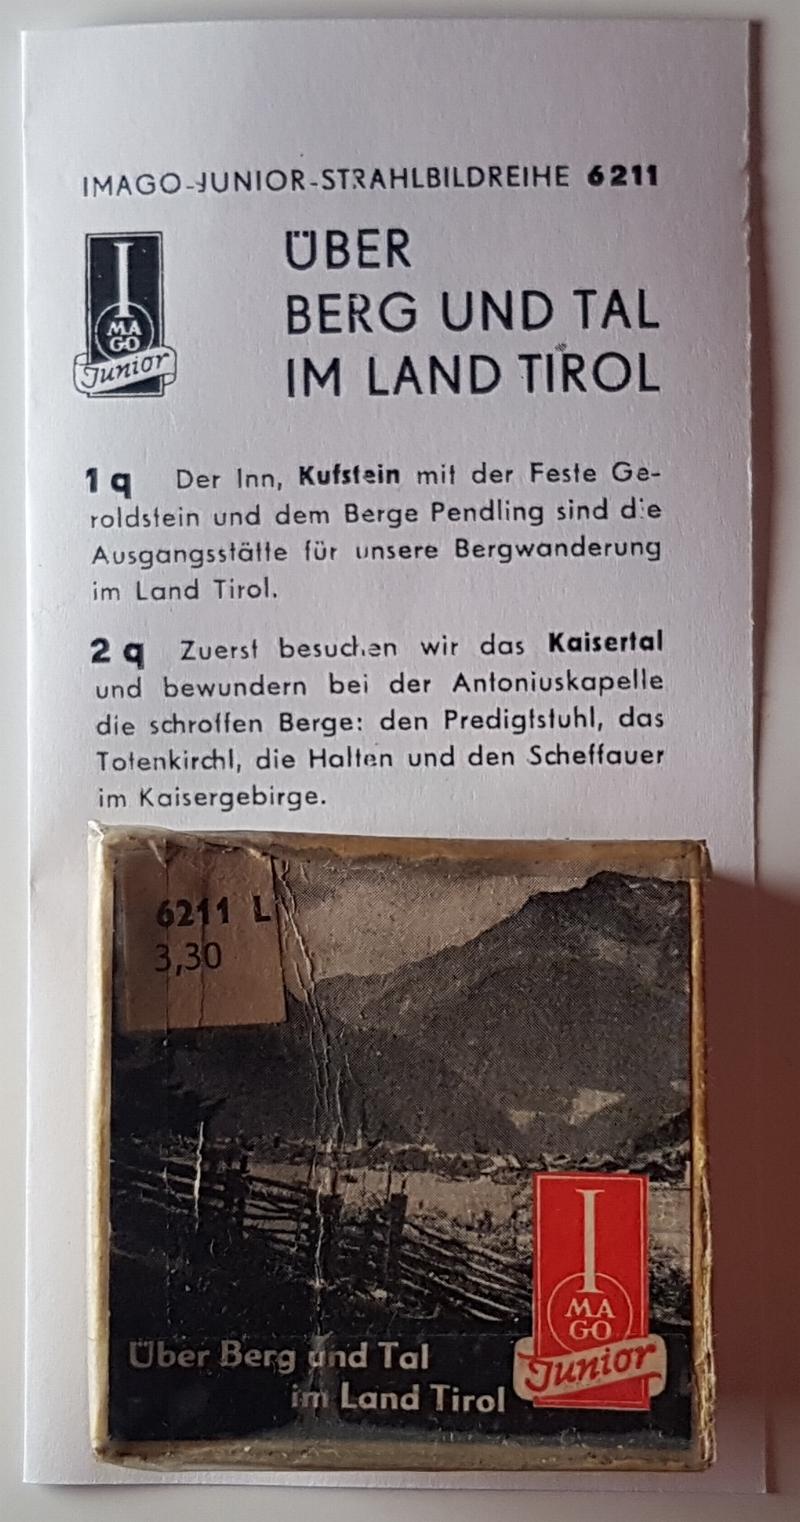 IMAGO-JUNIOR-STRAHLBILDREIHE 6211
I
MA
GO
Junior
ÜBER
BERG UND TAL
IM LAND TIROL
1 q Der Inn, Kufstein mit der Feste Ge-
roldstein und dem Berge Pendling sind die
Ausgangsstätte für unsere Bergwanderung
im Land Tirol.
2 q Zuerst besuchen wir das Kaisertal
und bewundern bei der Antoniuskapelle
die schroffen Berge: den Predigtstuhl, das
Totenkirchl, die Halten und den Scheffauer
im Kaisergebirge.
6211 L
3,30
Über Berg und Tal
im Land Tirol
I
MA
GO
Junior